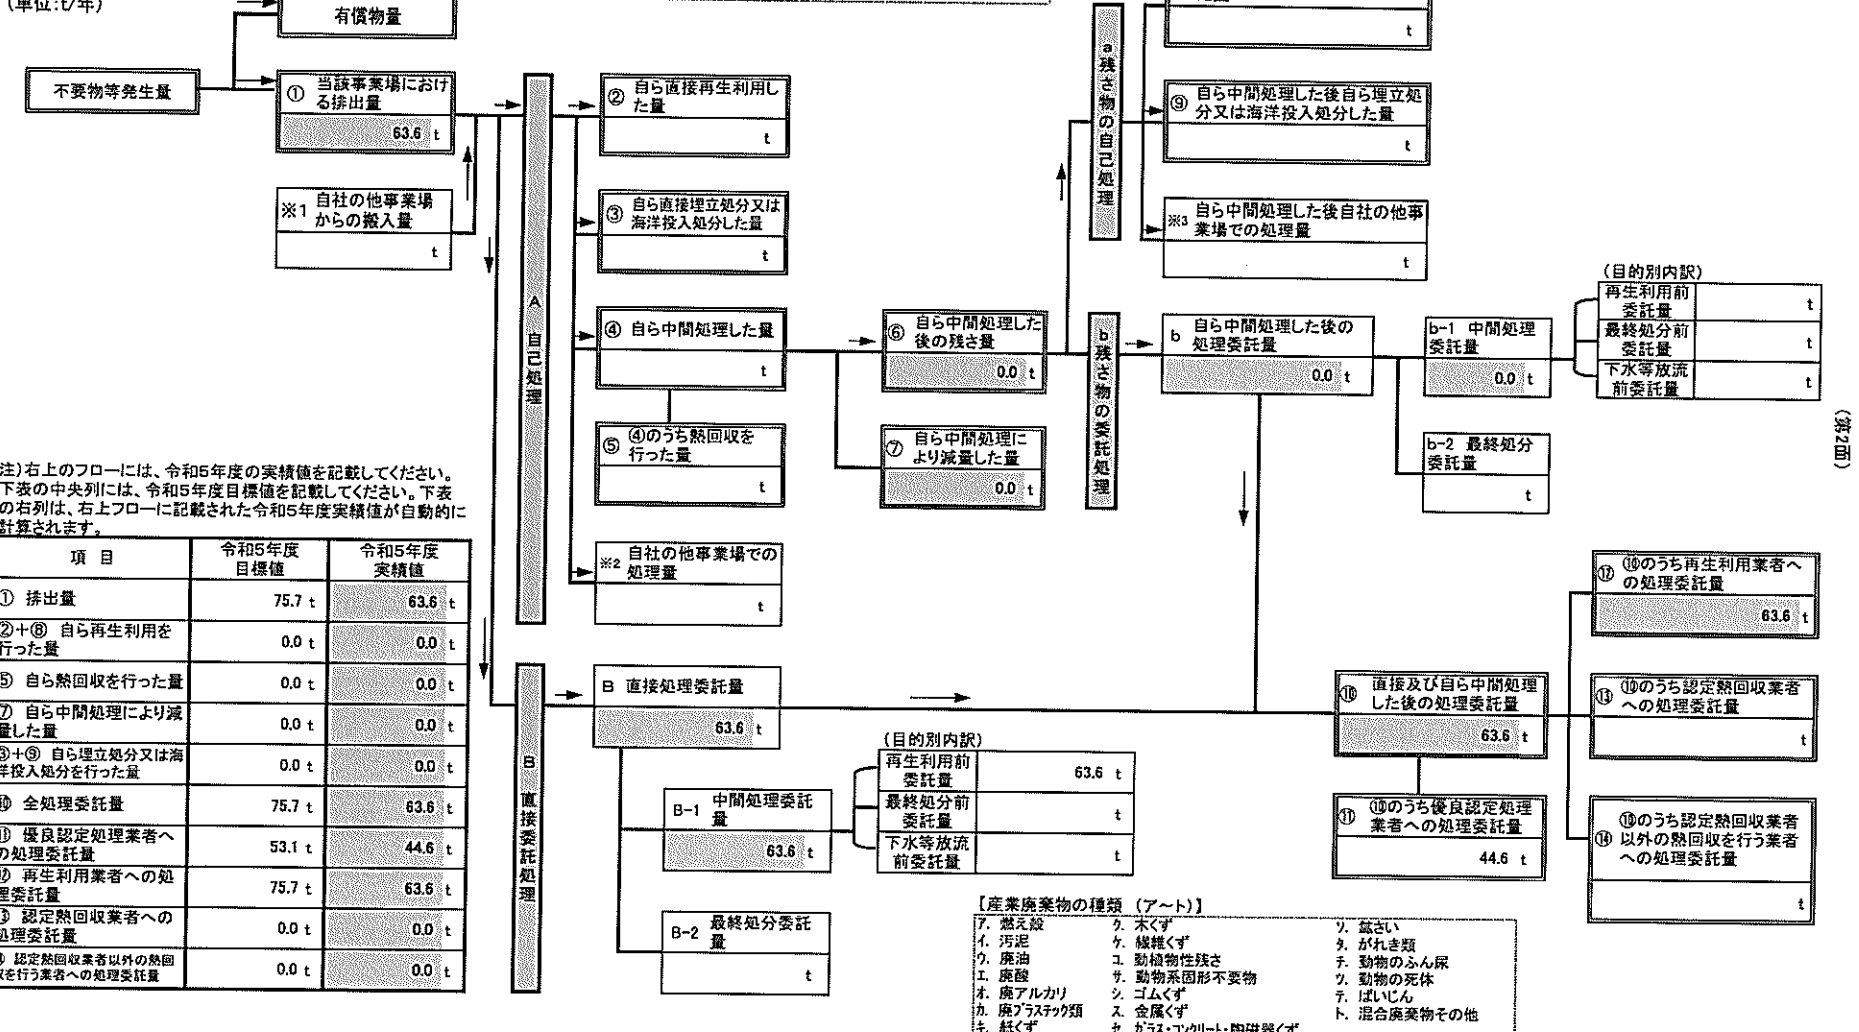 (単位:t/年)
有償物量
不要物等発生量
① 当該事業場におけ
る排出量
63.6 t
※1 自社の他事業場
からの搬入量
t
A 自己処理
② 自ら直接再生利用し
た量
t
③ 自ら直接埋立処分又は
海洋投入処分した量
t
④ 自ら中間処理した量
t
⑤ ④のうち熱回収を
行った量
t
※2 自社の他事業場での
処理量
t
⑥ 自ら中間処理した
後の残さ量
0.0 t
⑦ 自ら中間処理に
より減量した量
0.0 t
a 残さ物の自己処理
t
⑨ 自ら中間処理した後自ら埋立処
分又は海洋投入処分した量
t
※3 自ら中間処理した後自社の他事
業場での処理量
t
b 残さ物の委託処理
b 自ら中間処理した後の
処理委託量
0.0 t
b-1 中間処理
委託量
0.0 t
(目的別内訳)
再生利用前
委託量 t
最終処分前
委託量 t
下水等放流
前委託量 t
b-2 最終処分
委託量
t
(第2面)
注)右上のフローには、令和5年度の実績値を記載してください。
下表の中央列には、令和5年度目標値を記載してください。下表
の右列は、右上フローに記載された令和5年度実績値が自動的に
計算されます。
項 目 令和5年度
目標値 令和5年度
実績値
① 排出量 75.7 t 63.6 t
②+⑧ 自ら再生利用を
行った量 0.0 t 0.0 t
⑤ 自ら熱回収を行った量 0.0 t 0.0 t
⑦ 自ら中間処理により減
量した量 0.0 t 0.0 t
③+⑨ 自ら埋立処分又は海
洋投入処分を行った量 0.0 t 0.0 t
⑩ 全処理委託量 75.7 t 63.6 t
⑪ 優良認定処理業者へ
の処理委託量 53.1 t 44.6 t
⑫ 再生利用業者への処
理委託量 75.7 t 63.6 t
⑬ 認定熱回収業者への
処理委託量 0.0 t 0.0 t
⑭ 認定熱回収業者以外の熱回
収を行う業者への処理委託量 0.0 t 0.0 t
B 直接委託処理
B 直接処理委託量
63.6 t
B-1 中間処理委託
量
63.6 t
(目的別内訳)
再生利用前
委託量 63.6 t
最終処分前
委託量 t
下水等放流
前委託量 t
B-2 最終処分委託
量
t
⑩ 直接及び自ら中間処理
した後の処理委託量
63.6 t
⑪ ⑩のうち優良認定処理
業者への処理委託量
44.6 t
⑫ ⑩のうち再生利用業者へ
の処理委託量
63.6 t
⑬ ⑩のうち認定熱回収業者
への処理委託量
t
⑭ ⑩のうち認定熱回収業者
以外の熱回収を行う業者
への処理委託量
t
【産業廃棄物の種類 (ア~ト)】
ア. 燃え殻 ク. 木くず ソ. 鉱さい
イ. 汚泥 ケ. 繊維くず タ. がれき類
ウ. 廃油 コ. 動植物性残さ チ. 動物のふん尿
エ. 廃酸 サ. 動物系固形不要物 ツ. 動物の死体
オ. 廃アルカリ シ. ゴムくず テ. ばいじん
カ. 廃プラスチック類 ス. 金属くず ト. 混合廃棄物その他
キ. 紙くず セ. ガラス・コンクリート・陶磁器くず